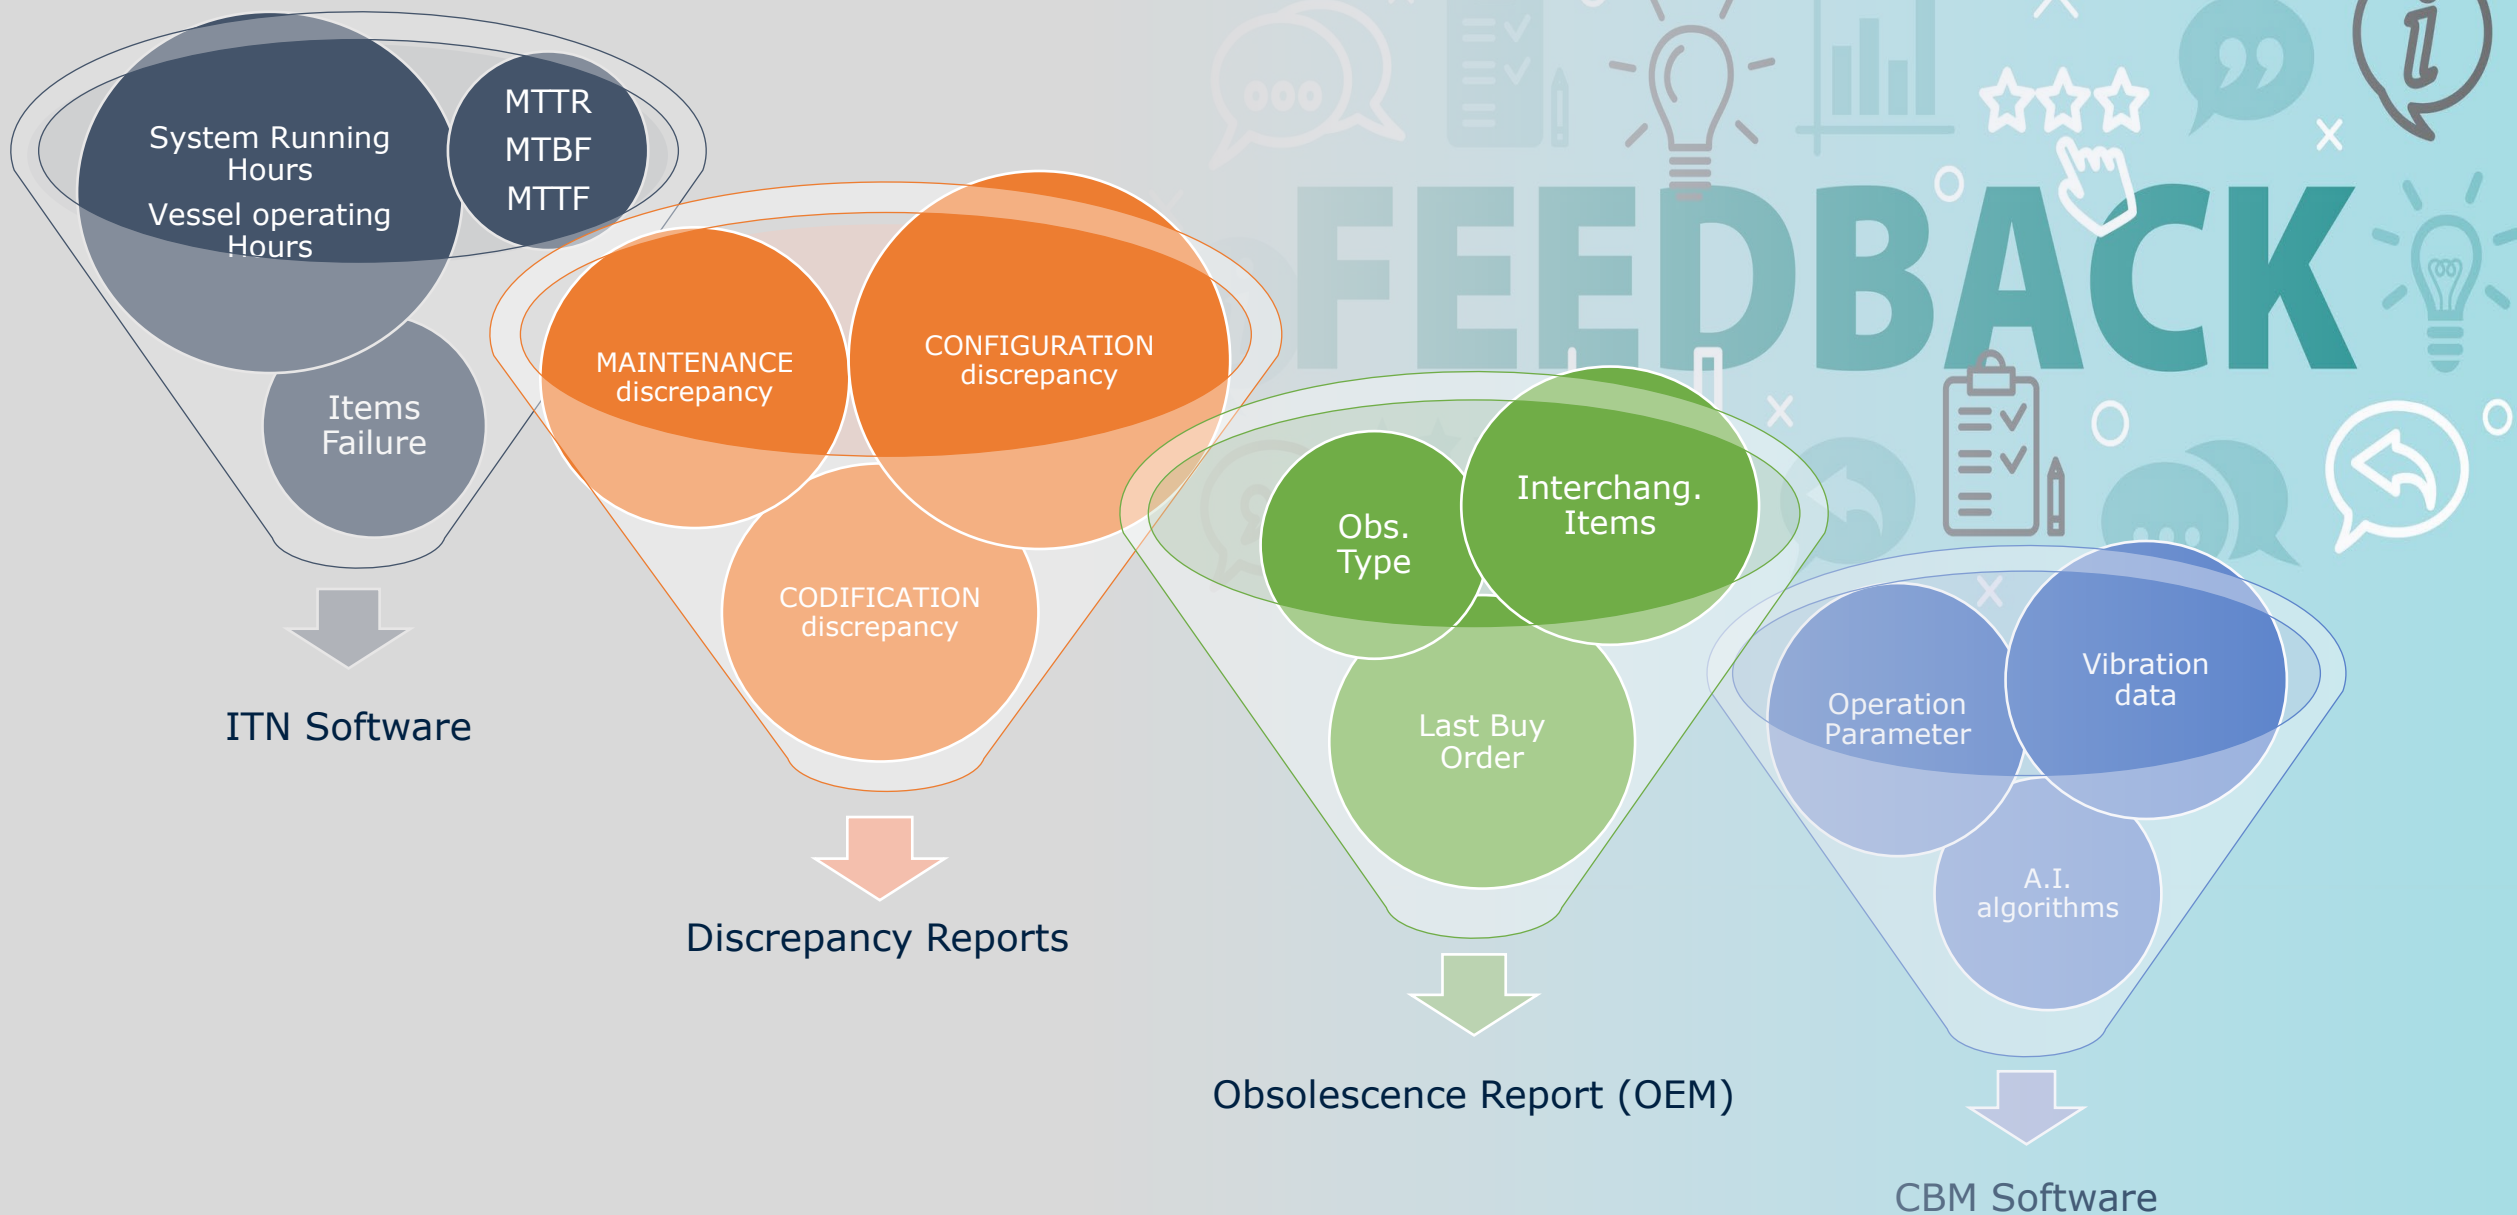 System Running
Hours
Vessel operating
Hours
MTTR
MTBF
MTTF
Items
Failure
ITN Software
MAINTENANCE
discrepancy
CONFIGURATION
discrepancy
CODIFICATION
discrepancy
Discrepancy Reports
FEEDBACK
Obs.
Type
Interchang.
Items
Last Buy
Order
Obsolescence Report (OEM)
Operation
Parameter
Vibration
data
A.I.
algorithms
CBM Software